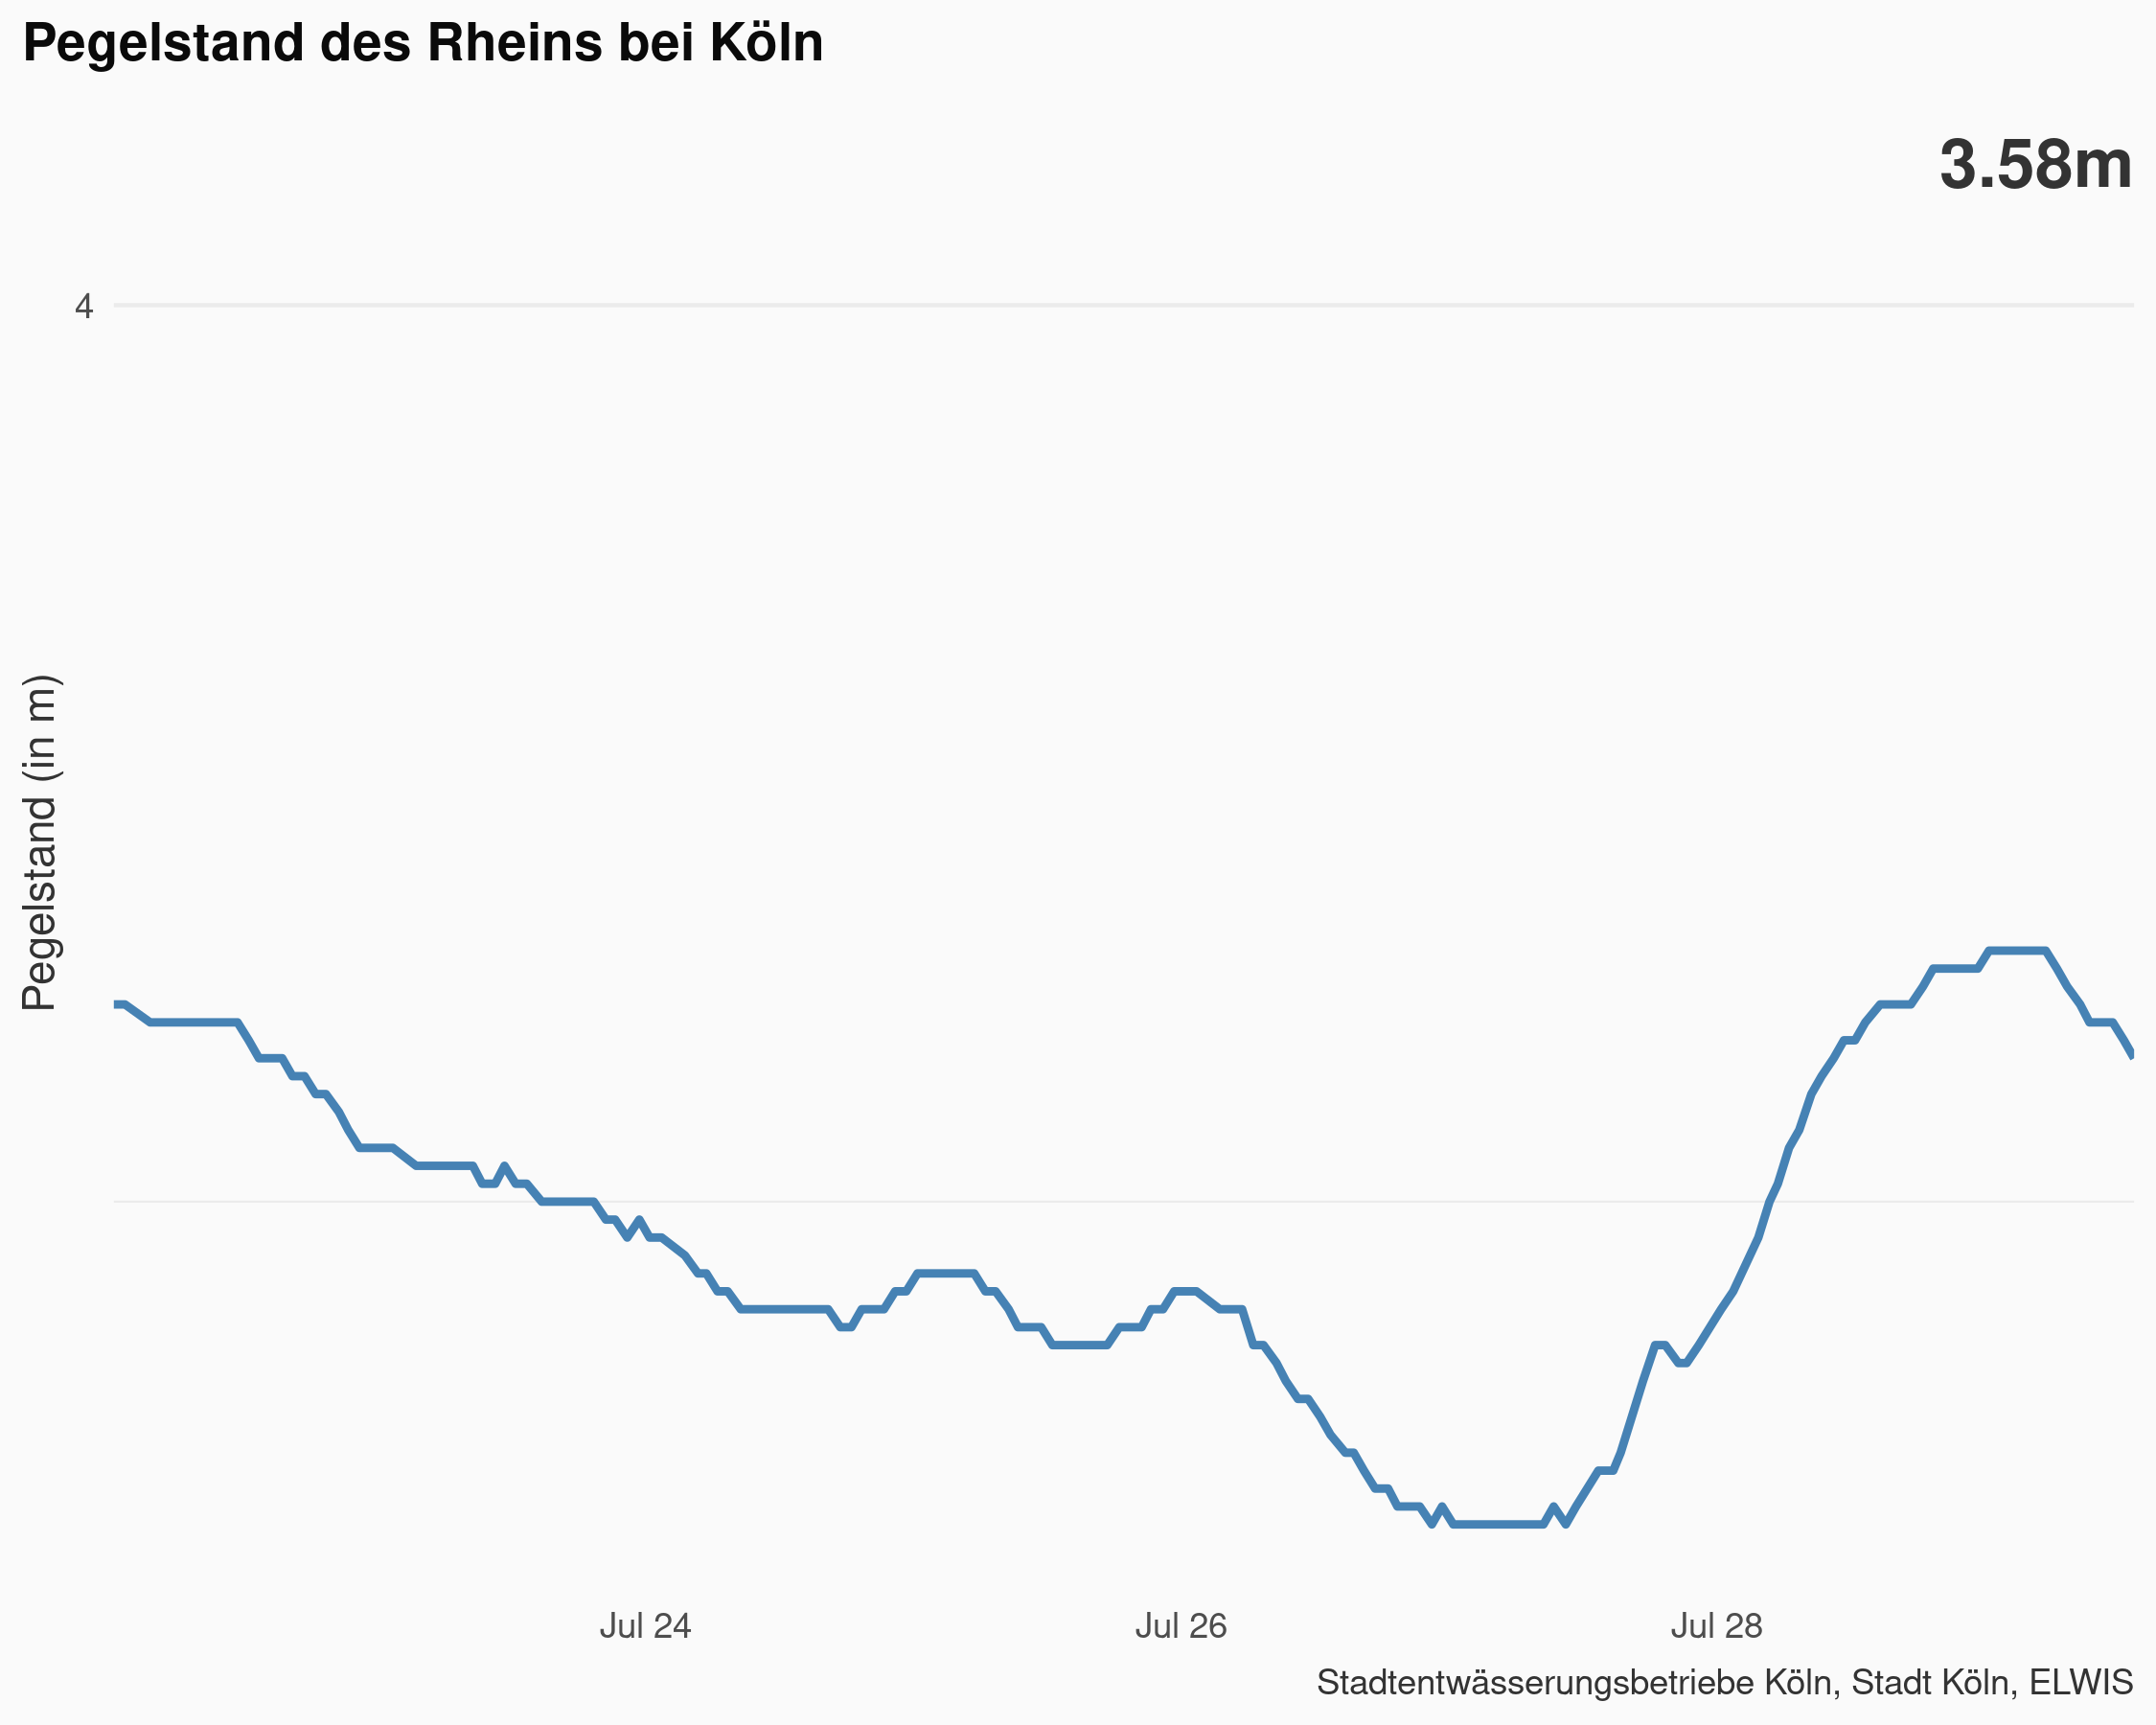 Pegelstand des Rheins bei Köln
3.58m
4
Pegelstand (in m)
Jul 24
Jul 26
Jul 28
Stadtentwässerungsbetriebe Köln, Stadt Köln, ELWIS